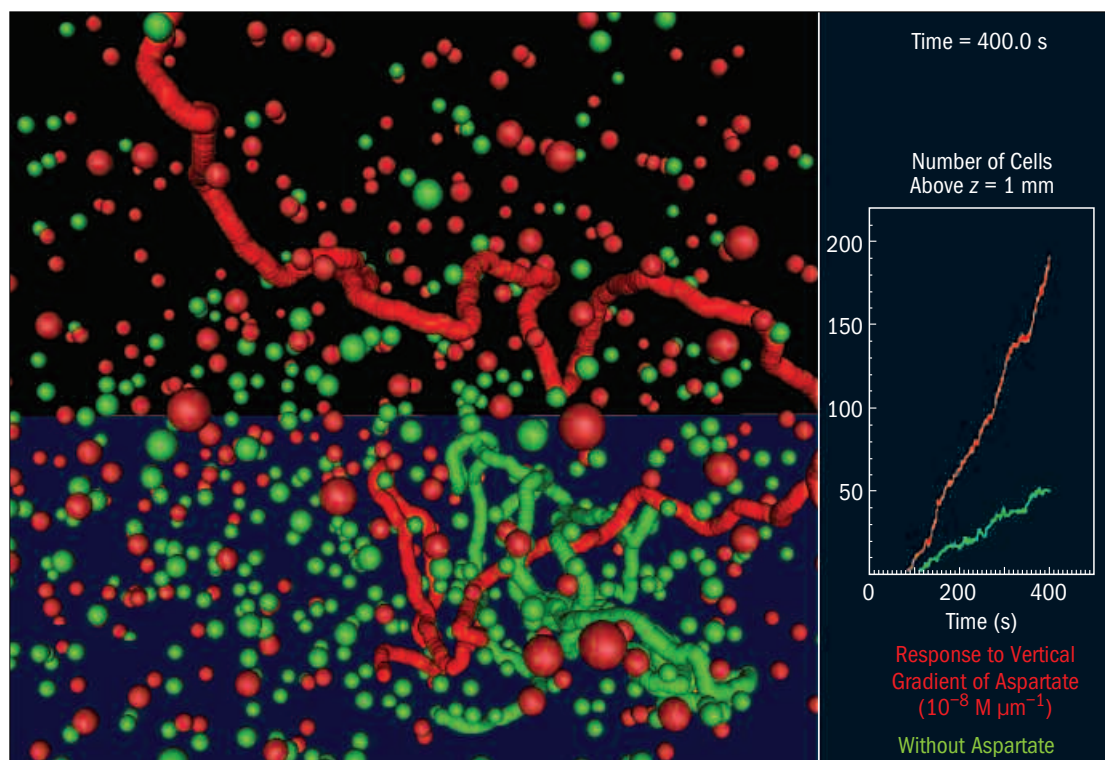 Time = 400.0 s
Number of Cells
Above z = 1 mm
200
150
100
50
0
200
400
Time (s)
Response to Vertical
Gradient of Aspartate
(10⁻⁸ M μm⁻¹)
Without Aspartate